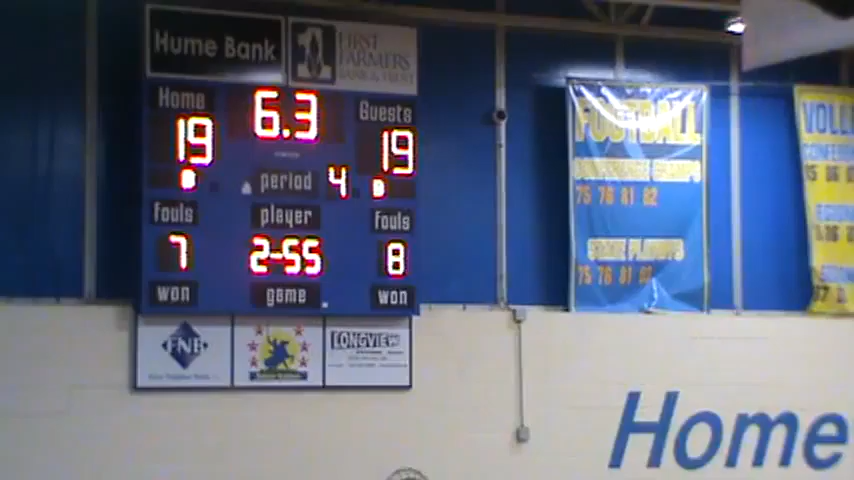 Hume Bank
FIRST
FARMERS
BANK & TRUST
Home
6.3
Guests
19
19
period
4
fouls
player
fouls
7
2-55
8
won
game
won
FNB
LONGVIEW
FOOTBALL
CONFERENCE CHAMPS
75 76 81 82
STATE PLAYOFFS
75 76 81
VOLL
CONFERENC
Home